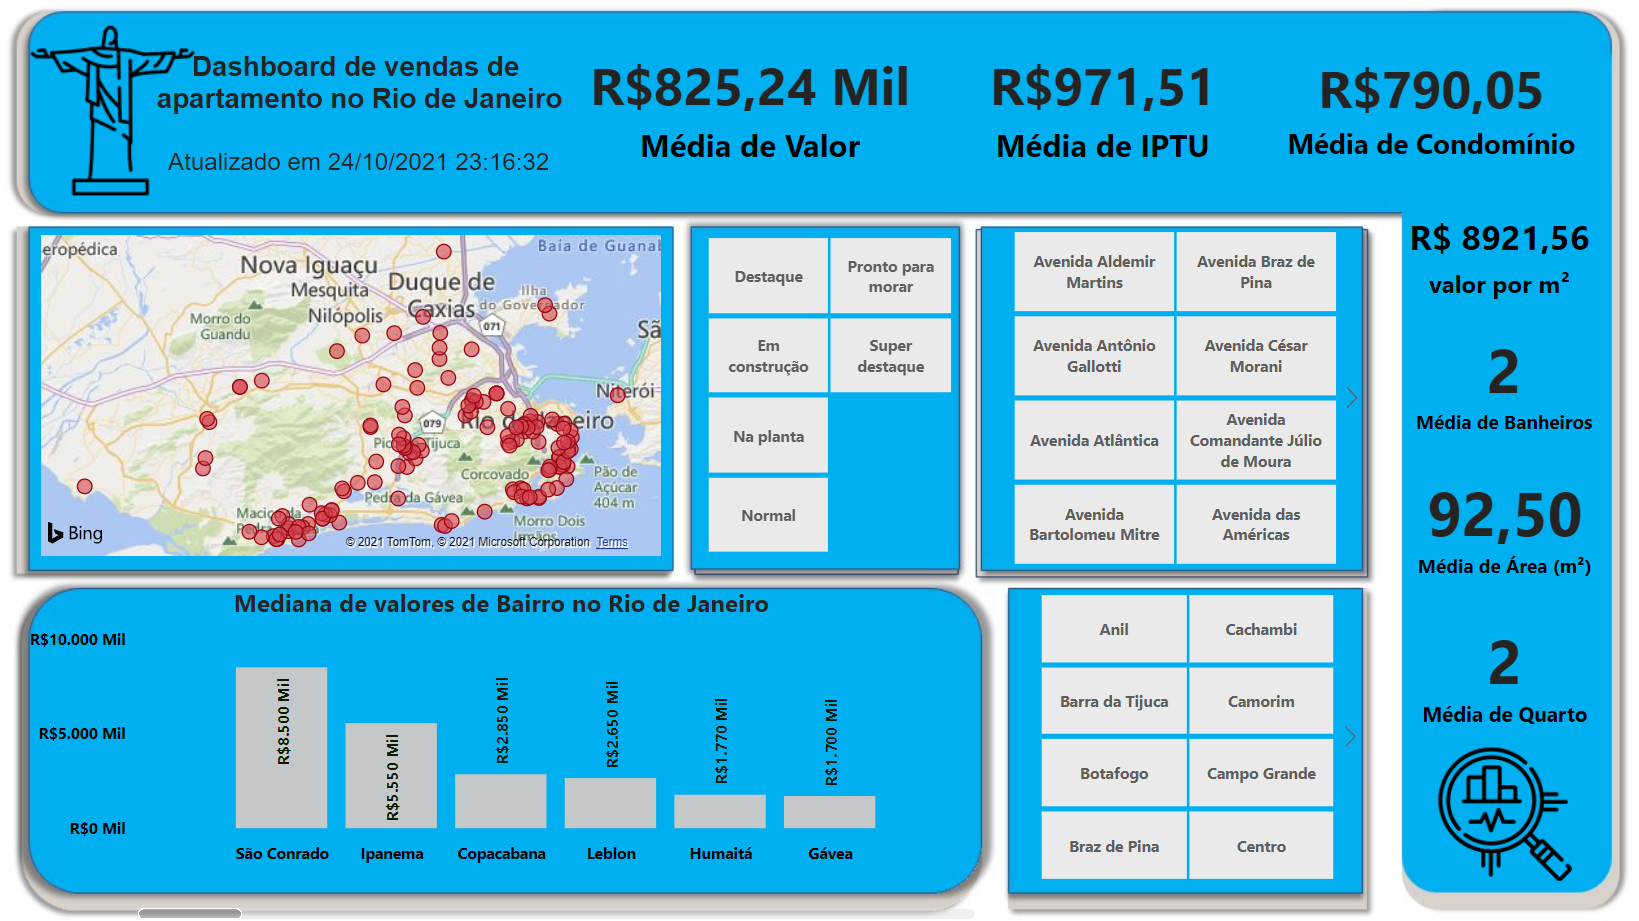 Dashboard de vendas de
apartamento no Rio de Janeiro
Atualizado em 24/10/2021 23:16:32
R$825,24 Mil
Média de Valor
R$971,51
Média de IPTU
R$790,05
Média de Condomínio
R$ 8921,56
valor por m²
2
Média de Banheiros
92,50
Média de Área (m²)
2
Média de Quarto
eropédica
Nova Iguaçu
Mesquita
Nilópolis
Duque de
Caxias
Baía de Guanab
Ilha
do Governador
Morro do
Guandu
071
Sã
Niterói
079
Rio de Janeiro
Tijuca
Corcovado
Pão de
Açúcar
404 m
Pedra da Gávea
Morro Dois
Irmãos
Bing
© 2021 TomTom, © 2021 Microsoft Corporation Terms
Destaque
Pronto para
morar
Em
construção
Super
destaque
Na planta
Normal
Avenida Aldemir
Martins
Avenida Braz de
Pina
Avenida Antônio
Gallotti
Avenida César
Morani
Avenida Atlântica
Avenida
Comandante Júlio
de Moura
Avenida
Bartolomeu Mitre
Avenida das
Américas
Mediana de valores de Bairro no Rio de Janeiro
R$10.000 Mil
R$5.000 Mil
R$0 Mil
R$8.500 Mil
R$5.550 Mil
R$2.850 Mil
R$2.650 Mil
R$1.770 Mil
R$1.700 Mil
São Conrado
Ipanema
Copacabana
Leblon
Humaitá
Gávea
Anil
Cachambi
Barra da Tijuca
Camorim
Botafogo
Campo Grande
Braz de Pina
Centro